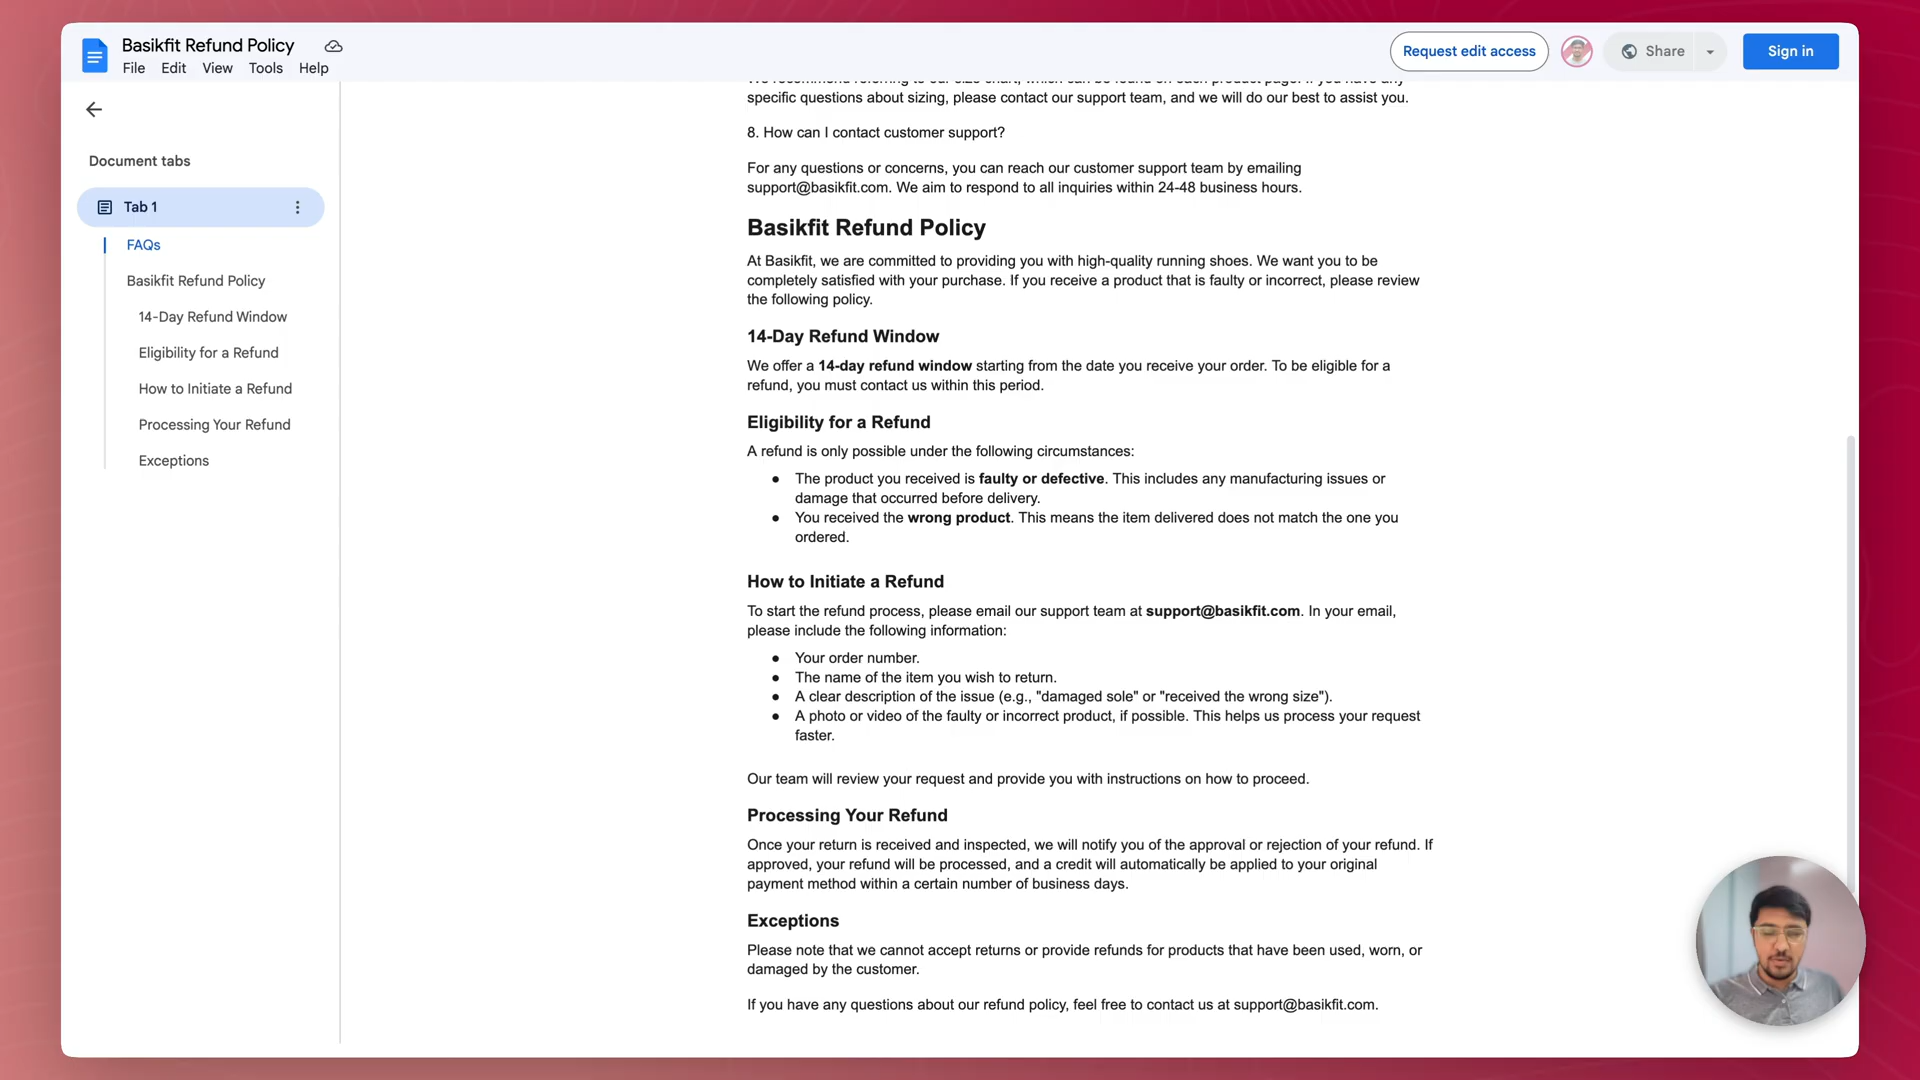 Basikfit Refund Policy
File Edit View Tools Help
Request edit access
Share
Sign in
Document tabs
Tab 1
FAQs
Basikfit Refund Policy
14-Day Refund Window
Eligibility for a Refund
How to Initiate a Refund
Processing Your Refund
Exceptions
We recommend referring to our size chart, which can be found on each product page. If you have any
specific questions about sizing, please contact our support team, and we will do our best to assist you.
8. How can I contact customer support?
For any questions or concerns, you can reach our customer support team by emailing
support@basikfit.com. We aim to respond to all inquiries within 24-48 business hours.
Basikfit Refund Policy
At Basikfit, we are committed to providing you with high-quality running shoes. We want you to be
completely satisfied with your purchase. If you receive a product that is faulty or incorrect, please review
the following policy.
14-Day Refund Window
We offer a 14-day refund window starting from the date you receive your order. To be eligible for a
refund, you must contact us within this period.
Eligibility for a Refund
A refund is only possible under the following circumstances:
● The product you received is faulty or defective. This includes any manufacturing issues or
damage that occurred before delivery.
● You received the wrong product. This means the item delivered does not match the one you
ordered.
How to Initiate a Refund
To start the refund process, please email our support team at support@basikfit.com. In your email,
please include the following information:
● Your order number.
● The name of the item you wish to return.
● A clear description of the issue (e.g., "damaged sole" or "received the wrong size").
● A photo or video of the faulty or incorrect product, if possible. This helps us process your request
faster.
Our team will review your request and provide you with instructions on how to proceed.
Processing Your Refund
Once your return is received and inspected, we will notify you of the approval or rejection of your refund. If
approved, your refund will be processed, and a credit will automatically be applied to your original
payment method within a certain number of business days.
Exceptions
Please note that we cannot accept returns or provide refunds for products that have been used, worn, or
damaged by the customer.
If you have any questions about our refund policy, feel free to contact us at support@basikfit.com.